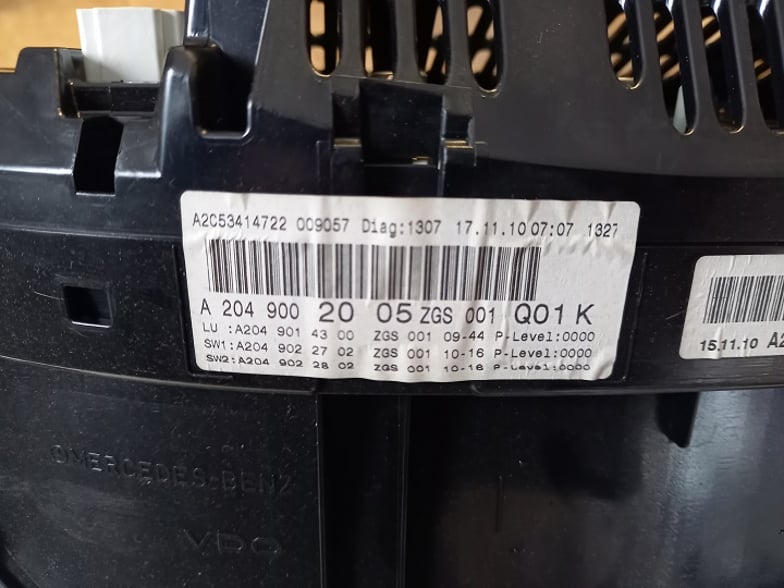 A2C53414722 009057 Diag:1307 17.11.10 07:07 1327
A 204 900 20 05 ZGS 001 Q01 K
LU :A204 901 43 00 ZGS 001 09-44 P-Level:0000
SW1:A204 902 27 02 ZGS 001 10-16 P-Level:0000
SW2:A204 902 28 02 ZGS 001 10-16 P-Level:0000
15.11.10 A2
©MERCEDES-BENZ
VDO